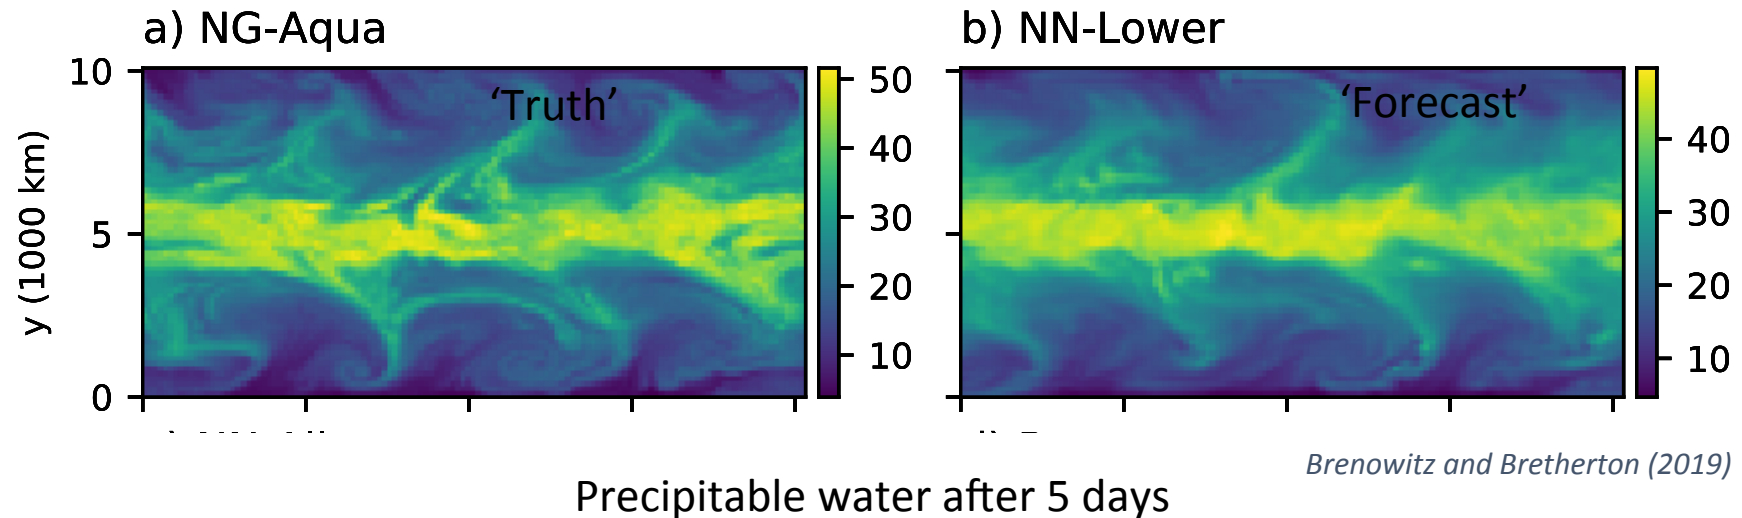 a) NG-Aqua
b) NN-Lower
'Truth'
'Forecast'
y (1000 km)
10
5
0
50
40
30
20
10
40
30
20
10
Brenowitz and Bretherton (2019)
Precipitable water after 5 days